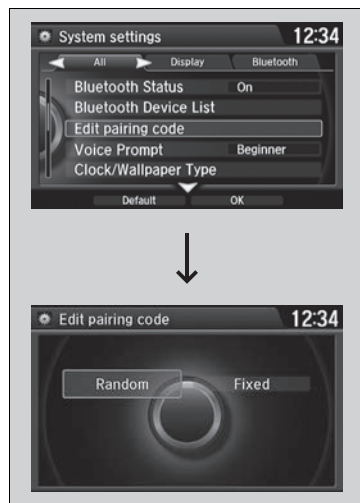 System settings 12:34
All Display Bluetooth
Bluetooth Status On
Bluetooth Device List
Edit pairing code
Voice Prompt Beginner
Clock/Wallpaper Type
Default OK
Edit pairing code 12:34
Random Fixed